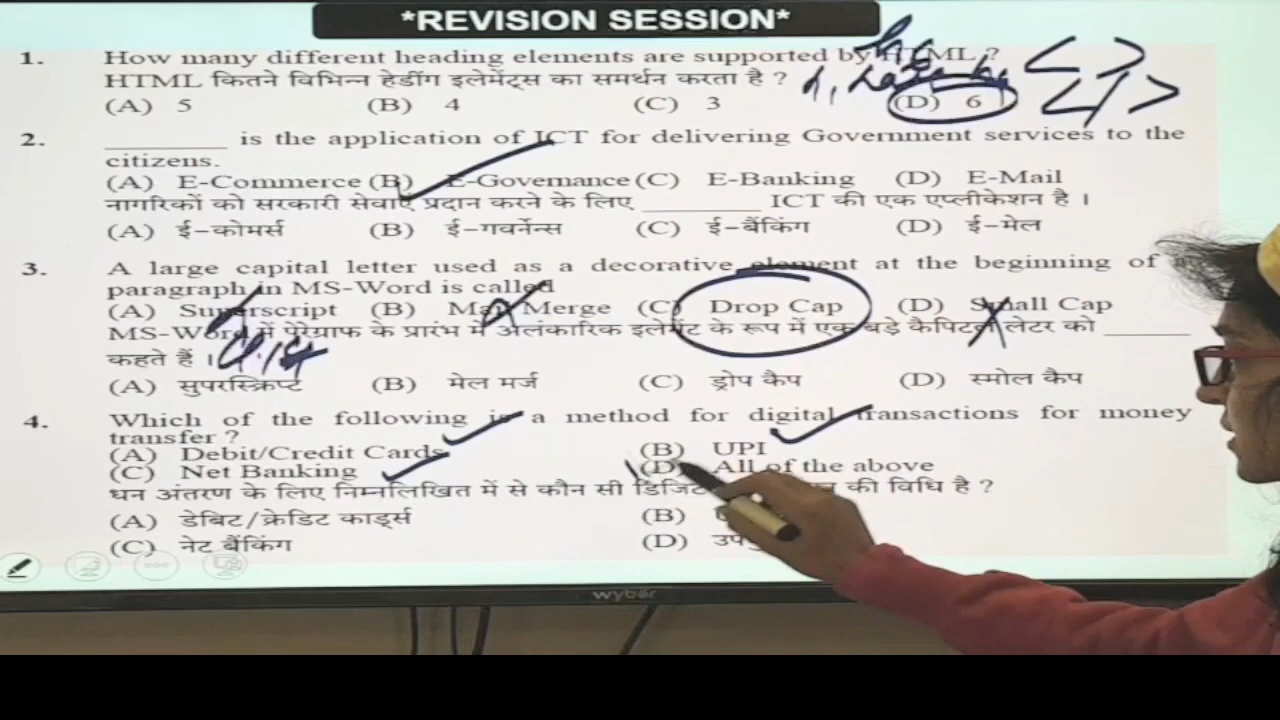 *REVISION SESSION*
1. How many different heading elements are supported by HTML ?
HTML कितने विभिन्न हेडींग इलेमेंट्स का समर्थन करता है ?
(A) 5 (B) 4 (C) 3 (D) 6
< >
</ >
2. ________ is the application of ICT for delivering Government services to the
citizens.
(A) E-Commerce (B) E-Governance (C) E-Banking (D) E-Mail
नागरिकों को सरकारी सेवाएं प्रदान करने के लिए ________ ICT की एक एप्लीकेशन है ।
(A) ई-कोमर्स (B) ई-गवर्नेन्स (C) ई-बैंकिंग (D) ई-मेल
3. A large capital letter used as a decorative element at the beginning of
paragraph in MS-Word is called
(A) Superscript (B) Mail Merge (C) Drop Cap (D) Small Cap
MS-Word में पेरेग्राफ के प्रारंभ में अलंकारिक इलेमेंट के रूप में एक बड़े कैपिटल लेटर को ________
कहते हैं ।
(A) सुपरस्क्रिप्ट (B) मेल मर्ज (C) ड्रोप कैप (D) स्मोल कैप
4. Which of the following is a method for digital transactions for money
transfer ?
(A) Debit/Credit Cards (B) UPI
(C) Net Banking (D) All of the above
धन अंतरण के लिए निम्नलिखित में से कौन सी की विधि है ?
(A) डेबिट/क्रेडिट कार्ड्स (B)
(C) नेट बैंकिंग (D)
wybor